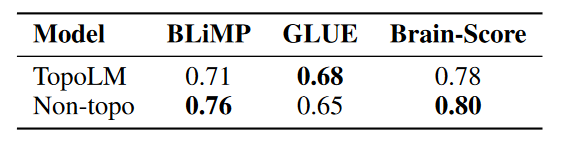 Model BLiMP GLUE Brain-Score
TopoLM 0.71 0.68 0.78
Non-topo 0.76 0.65 0.80